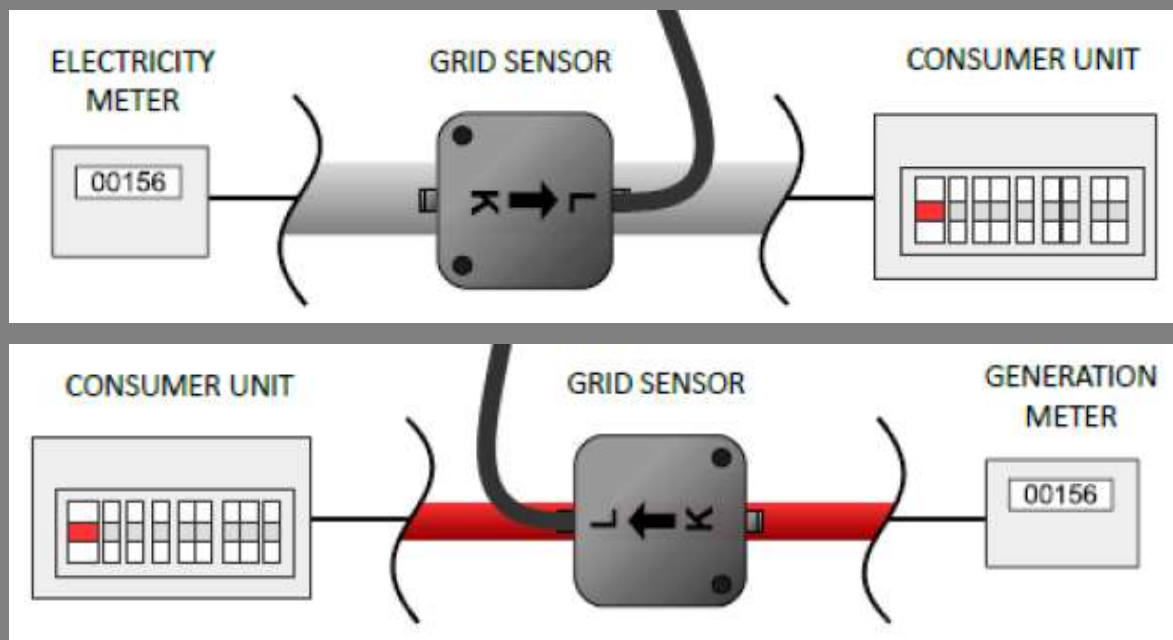 ELECTRICITY
METER
GRID SENSOR
CONSUMER UNIT
00156
K
L
CONSUMER UNIT
GRID SENSOR
GENERATION
METER
00156
L
K